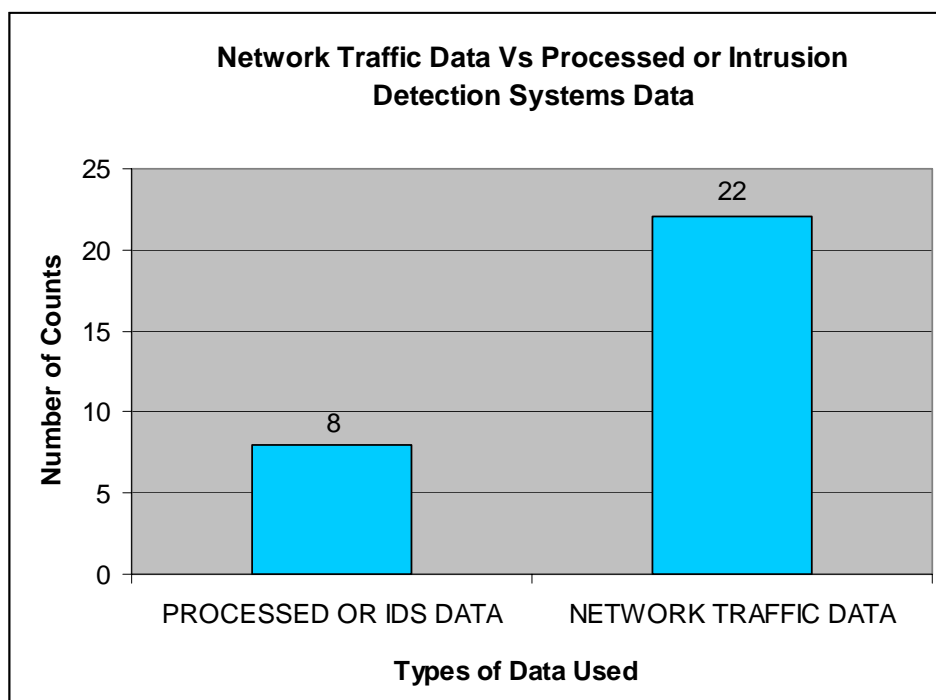 Network Traffic Data Vs Processed or Intrusion
Detection Systems Data
Number of Counts
25
20
15
10
5
0
8
22
PROCESSED OR IDS DATA
NETWORK TRAFFIC DATA
Types of Data Used